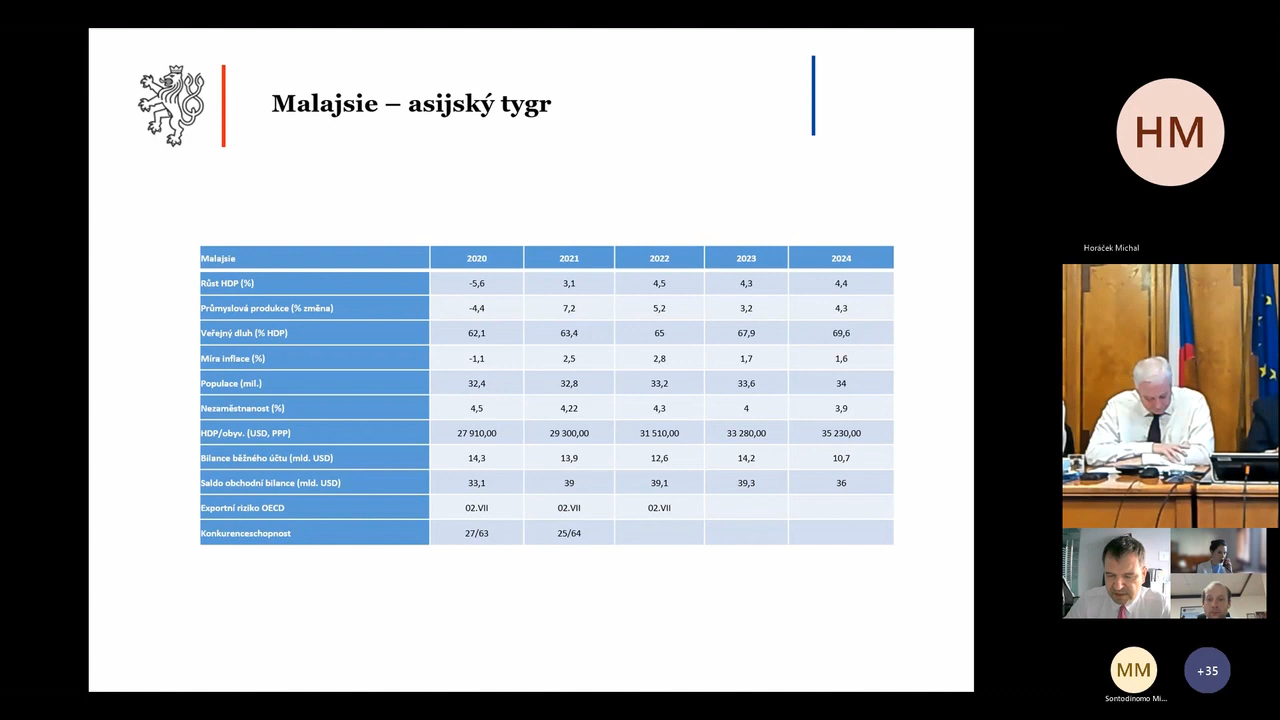 Malajsie – asijský tygr
Malajsie 2020 2021 2022 2023 2024
Růst HDP (%) -5,6 3,1 4,5 4,3 4,4
Průmyslová produkce (% změna) -4,4 7,2 5,2 3,2 4,3
Veřejný dluh (% HDP) 62,1 63,4 65 67,9 69,6
Míra inflace (%) -1,1 2,5 2,8 1,7 1,6
Populace (mil.) 32,4 32,8 33,2 33,6 34
Nezaměstnanost (%) 4,5 4,22 4,3 4 3,9
HDP/obyv. (USD, PPP) 27 910,00 29 300,00 31 510,00 33 280,00 35 230,00
Bilance běžného účtu (mld. USD) 14,3 13,9 12,6 14,2 10,7
Saldo obchodní bilance (mld. USD) 33,1 39 39,1 39,3 36
Exportní riziko OECD 02.VII 02.VII 02.VII
Konkurenceschopnost 27/63 25/64
HM
Horáček Michal
MM
+35
Sontodinomo Mi...